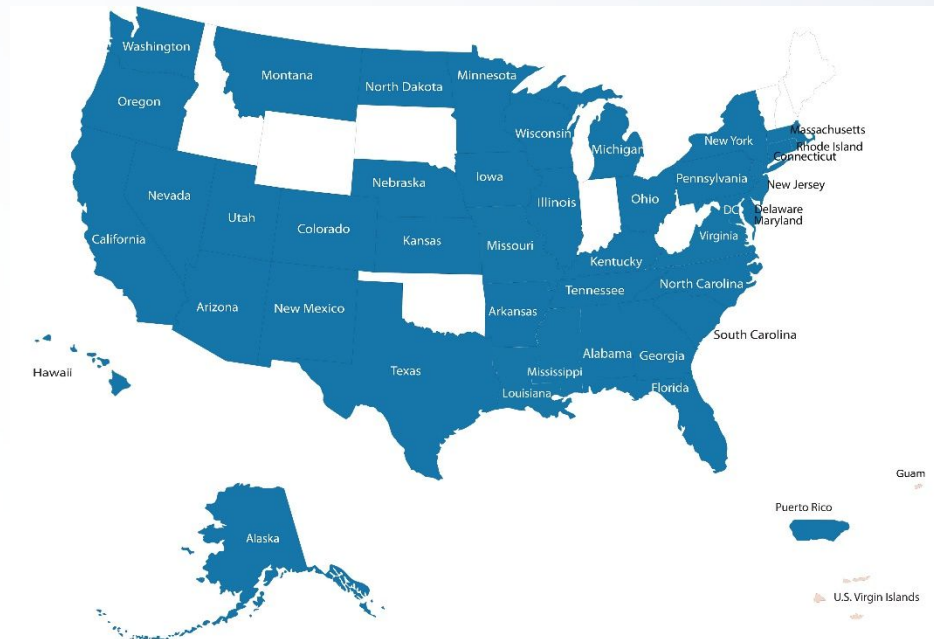 Washington
Montana
North Dakota
Minnesota
Oregon
Massachusetts
Wisconsin
New York
Rhode Island
Michigan
Connecticut
Iowa
Pennsylvania
Nebraska
New Jersey
Nevada
Illinois
Ohio
Utah
DC
Delaware
Maryland
Colorado
Virginia
California
Kansas
Missouri
Kentucky
North Carolina
Tennessee
Arizona
New Mexico
Arkansas
South Carolina
Alabama
Georgia
Hawaii
Texas
Mississippi
Florida
Louisiana
Guam
Puerto Rico
Alaska
U.S. Virgin Islands